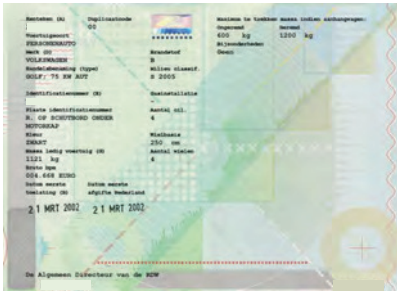 Kenteken (A) Duplicaatcode
00
Voertuigsoort
PERSONENAUTO
Merk (D) Brandstof
VOLKSWAGEN B
Handelsbenaming (type) milieu classif.
GOLF; 75 KW AUT S 2005
Identificatienummer (E) Gasinstallatie
-
Plaats identificatienummer Aantal cil.
R. OP SCHUTBORD ONDER 4
MOTORKAP
Kleur Wielbasis
ZWART 250 cm
Massa ledig voertuig (G) Aantal wielen
1121 kg 4
Bruto bpm
004.668 EURO
Datum eerste Datum eerste
toelating (B) afgifte Nederland
21 MRT 2002 21 MRT 2002
De Algemeen Directeur van de RDW
Maximum te trekken massa indien aanhangwagen:
Ongeremd Geremd
600 kg 1200 kg
Bijzonderheden
Geen